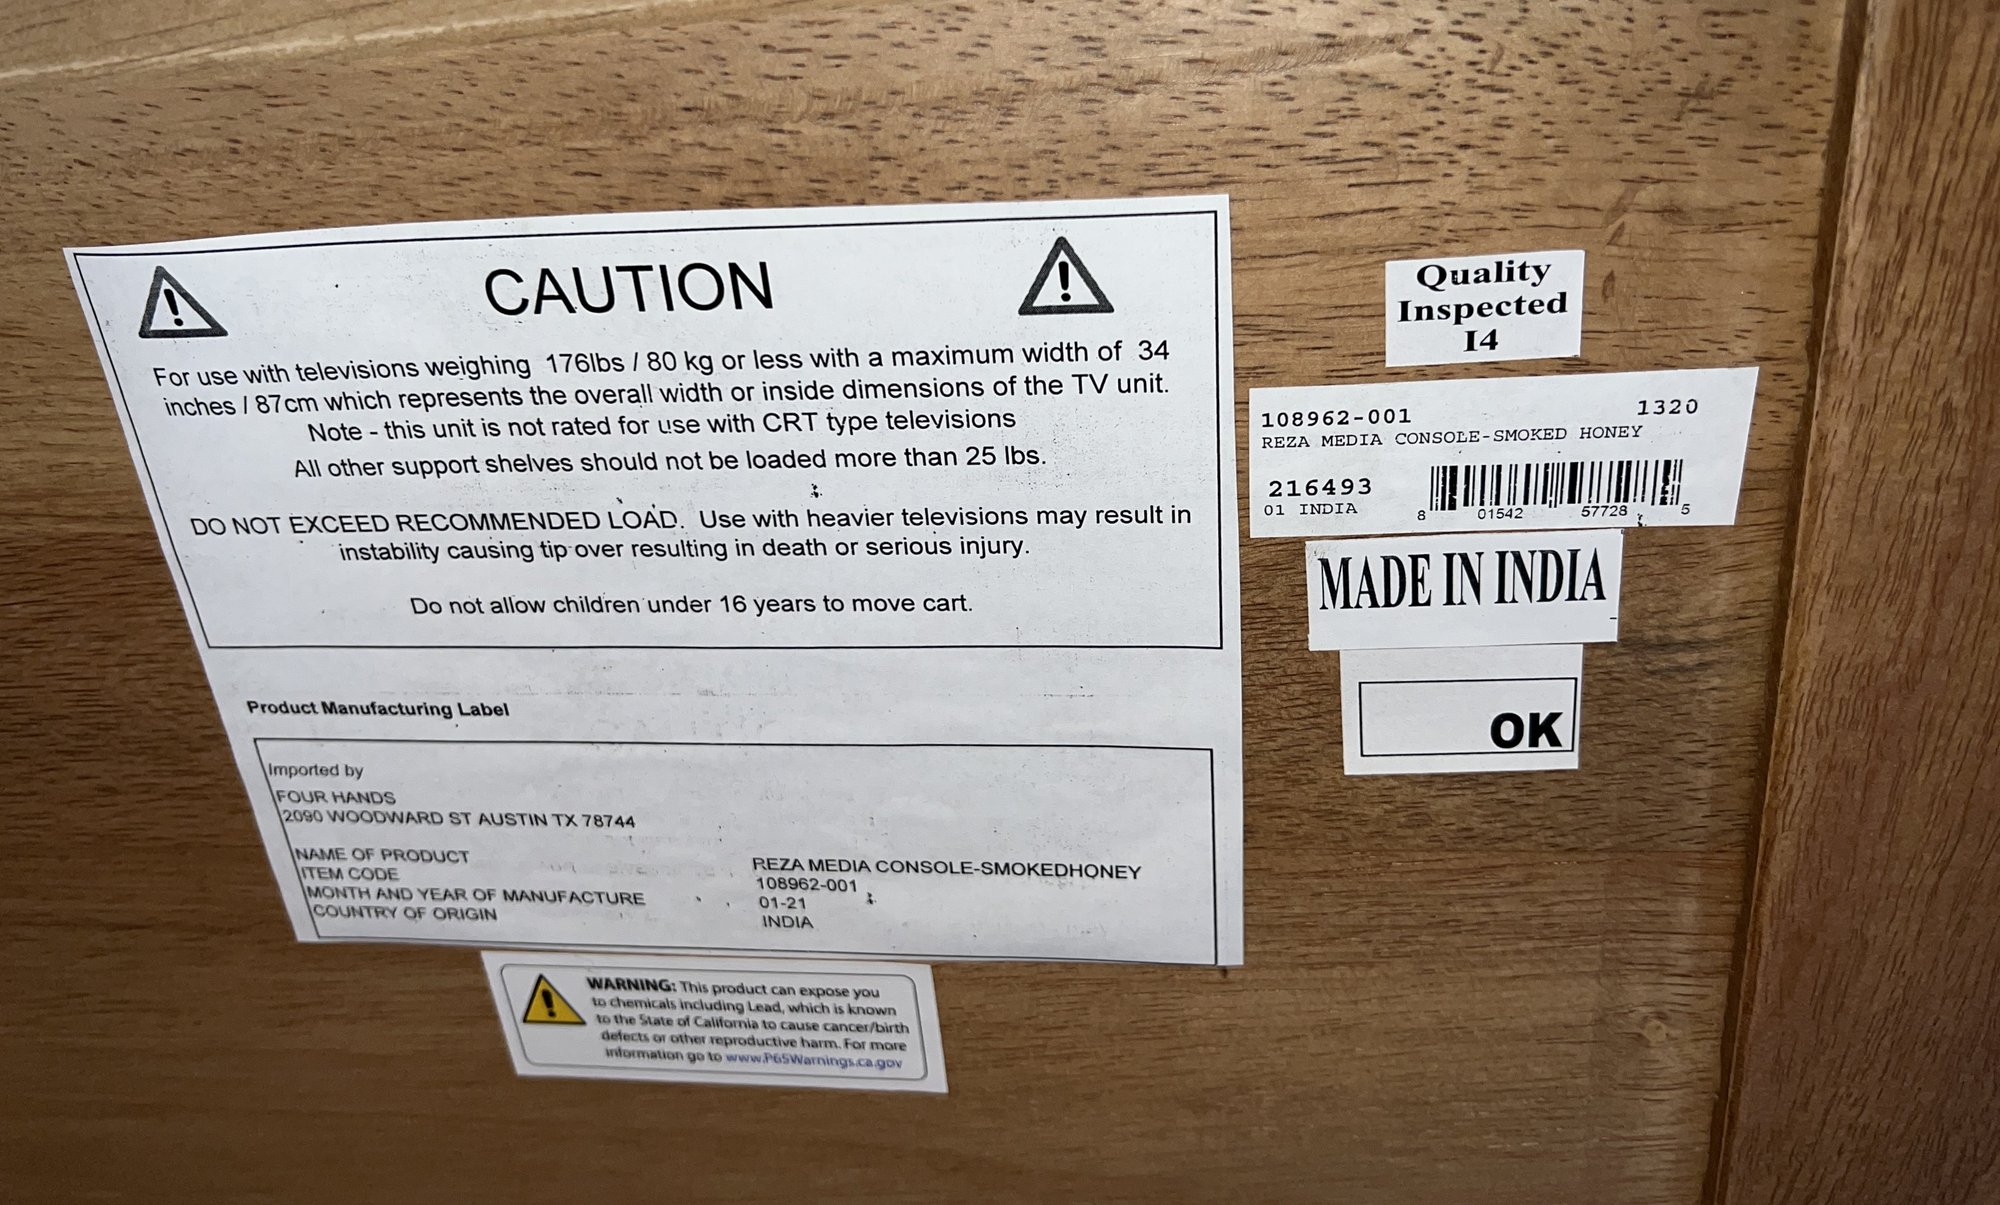 CAUTION
For use with televisions weighing 176lbs / 80 kg or less with a maximum width of 34
inches / 87cm which represents the overall width or inside dimensions of the TV unit.
Note - this unit is not rated for use with CRT type televisions
All other support shelves should not be loaded more than 25 lbs.
DO NOT EXCEED RECOMMENDED LOAD. Use with heavier televisions may result in
instability causing tip over resulting in death or serious injury.
Do not allow children under 16 years to move cart.
Product Manufacturing Label
Imported by
FOUR HANDS
2090 WOODWARD ST AUSTIN TX 78744
NAME OF PRODUCT REZA MEDIA CONSOLE-SMOKEDHONEY
ITEM CODE 108962-001
MONTH AND YEAR OF MANUFACTURE 01-21
COUNTRY OF ORIGIN INDIA
WARNING: This product can expose you
to chemicals including Lead, which is known
to the State of California to cause cancer/birth
defects or other reproductive harm. For more
information go to www.P65Warnings.ca.gov
Quality
Inspected
I4
108962-001 1320
REZA MEDIA CONSOLE-SMOKED HONEY
216493
01 INDIA
8 01542 57728 5
MADE IN INDIA
OK